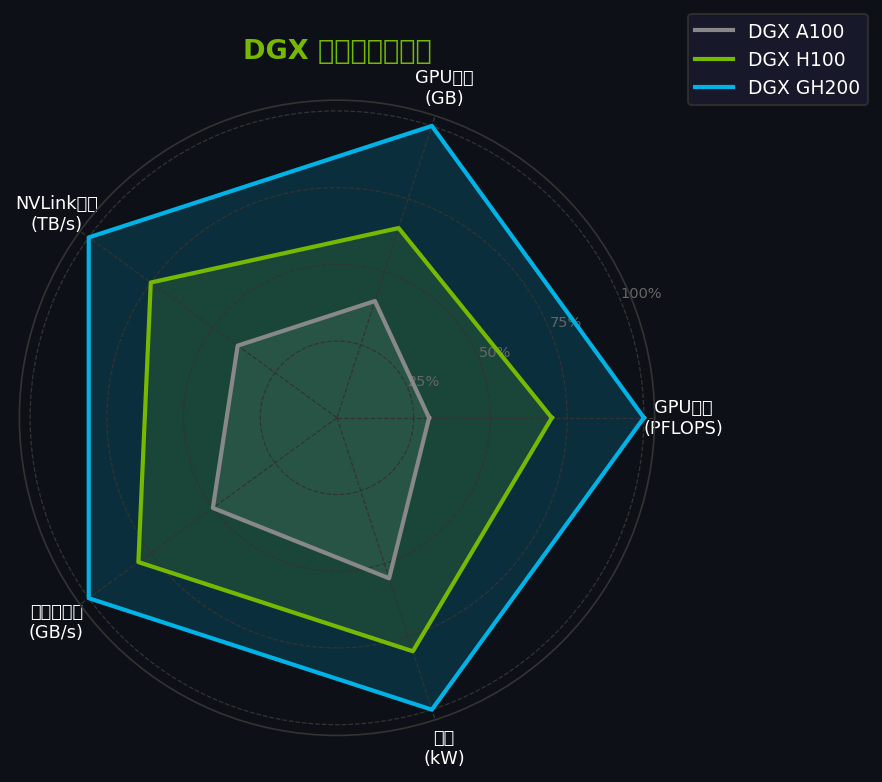 DGX
DGX A100
DGX H100
DGX GH200
GPU
(GB)
NVLink
(TB/s)
100%
75%
50%
25%
GPU
(PFLOPS)
(GB/s)
(kW)